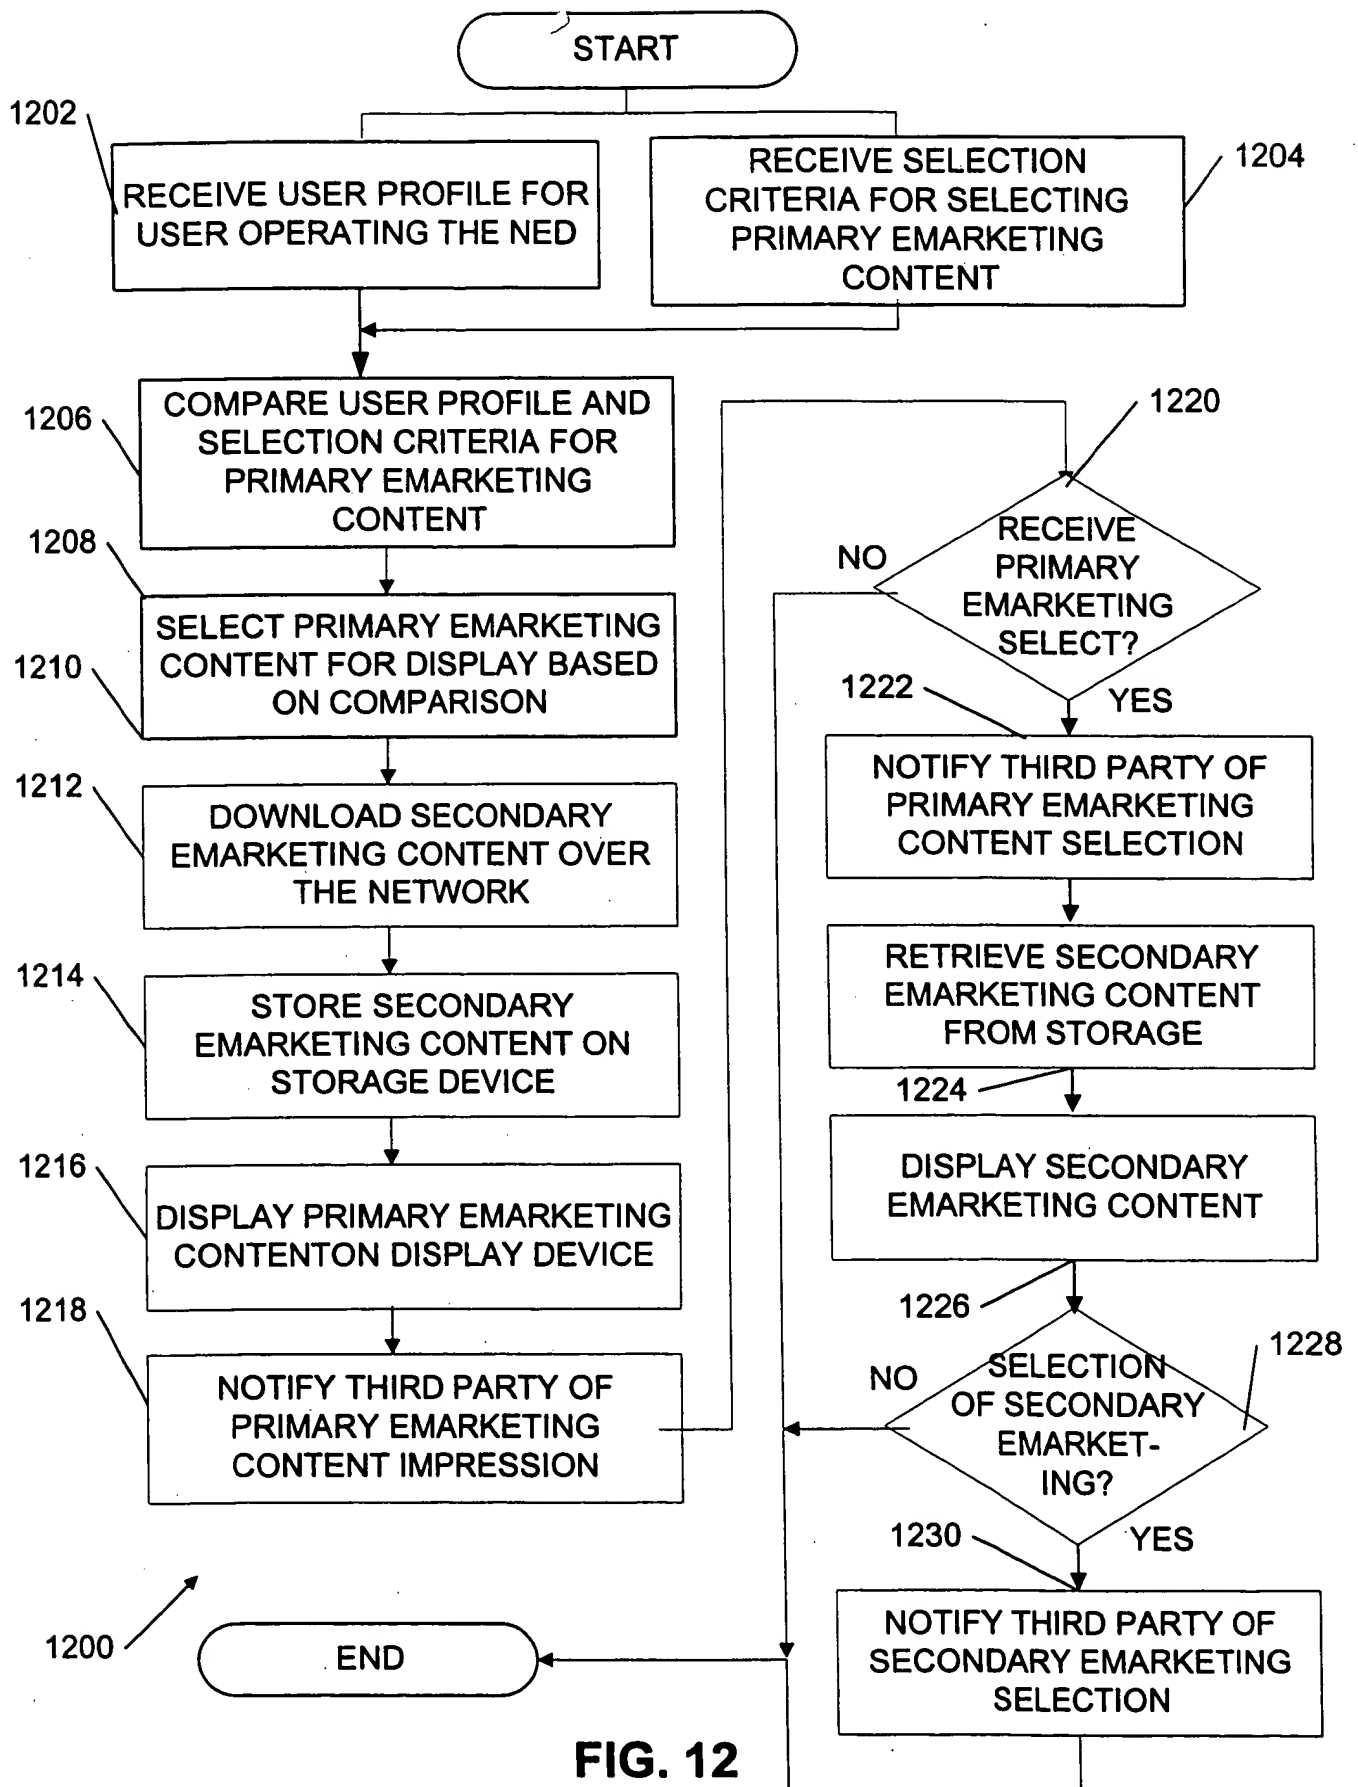 START
1202
RECEIVE USER PROFILE FOR
USER OPERATING THE NED
RECEIVE SELECTION
CRITERIA FOR SELECTING
PRIMARY EMARKETING
CONTENT
1204
1206
COMPARE USER PROFILE AND
SELECTION CRITERIA FOR
PRIMARY EMARKETING
CONTENT
1208
1210
SELECT PRIMARY EMARKETING
CONTENT FOR DISPLAY BASED
ON COMPARISON
1212
DOWNLOAD SECONDARY
EMARKETING CONTENT OVER
THE NETWORK
1214
STORE SECONDARY
EMARKETING CONTENT ON
STORAGE DEVICE
1216
DISPLAY PRIMARY EMARKETING
CONTENTON DISPLAY DEVICE
1218
NOTIFY THIRD PARTY OF
PRIMARY EMARKETING
CONTENT IMPRESSION
1220
RECEIVE
PRIMARY
EMARKETING
SELECT?
NO
YES
1222
NOTIFY THIRD PARTY OF
PRIMARY EMARKETING
CONTENT SELECTION
RETRIEVE SECONDARY
EMARKETING CONTENT
FROM STORAGE
1224
DISPLAY SECONDARY
EMARKETING CONTENT
1226
1228
SELECTION
OF SECONDARY
EMARKET-
ING?
NO
YES
1230
NOTIFY THIRD PARTY OF
SECONDARY EMARKETING
SELECTION
1200
END
FIG. 12